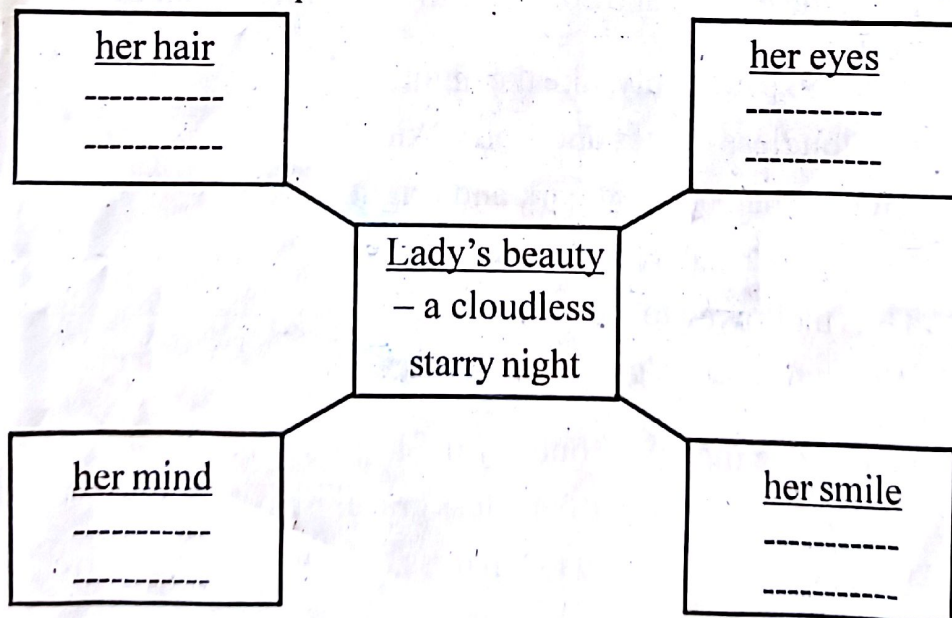 her hair
-----------
-----------
her eyes
-----------
-----------
Lady’s beauty
– a cloudless
starry night
her mind
-----------
-----------
her smile
-----------
-----------